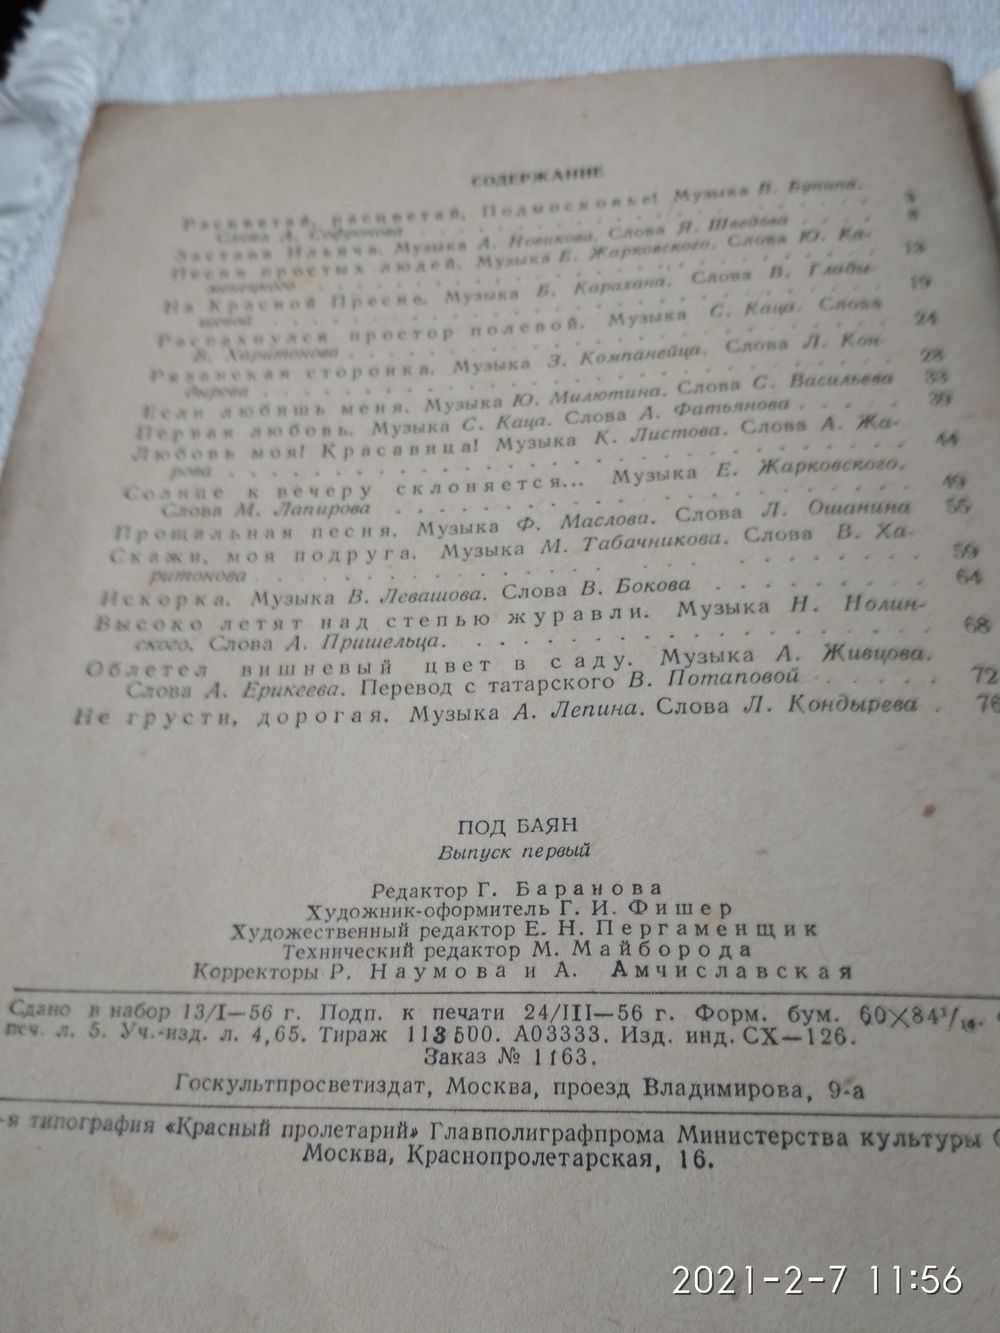 СОДЕРЖАНИЕ
Расцветай, расцветай, Подмосковье! Музыка В. Бунина.
Слова А. Софронова . . . . . 3
Застава Ильича. Музыка А. Новикова. Слова Я. Шведова 8
Песня простых людей. Музыка Е. Жарковского. Слова Ю. Ка-
менецкого . . . . . 13
На Красной Пресне. Музыка Б. Карахана. Слова В. Глады-
шевой . . . . . 19
Распахнулся простор полевой. Музыка С. Каца. Слова
В. Харитонова . . . . . 24
Рязанская сторонка. Музыка З. Компанейца. Слова Л. Кон-
дырева . . . . . 28
Если любишь меня. Музыка Ю. Милютина. Слова С. Васильева 33
Первая любовь. Музыка С. Каца. Слова А. Фатьянова . . . . . 39
Любовь моя! Красавица! Музыка К. Листова. Слова А. Жа-
рова . . . . . 44
Солнце к вечеру склоняется... Музыка Е. Жарковского.
Слова М. Лапирова . . . . . 49
Прощальная песня. Музыка Ф. Маслова. Слова Л. Ошанина 55
Скажи, моя подруга. Музыка М. Табачникова. Слова В. Ха-
ритонова . . . . . 59
Искорка. Музыка В. Левашова. Слова В. Бокова . . . . . 64
Высоко летят над степью журавли. Музыка Н. Нолин-
ского. Слова А. Пришельца. . . . . . 68
Облетел вишневый цвет в саду. Музыка А. Живцова.
Слова А. Ерикеева. Перевод с татарского В. Потаповой . . . . . 72
Не грусти, дорогая. Музыка А. Лепина. Слова Л. Кондырева . 76
ПОД БАЯН
Выпуск первый
Редактор Г. Баранова
Художник-оформитель Г. И. Фишер
Художественный редактор Е. Н. Пергаменщик
Технический редактор М. Майборода
Корректоры Р. Наумова и А. Амчиславская
Сдано в набор 13/I—56 г. Подп. к печати 24/III—56 г. Форм. бум. 60×84¹/₁₆.
печ. л. 5. Уч.-изд. л. 4,65. Тираж 113500. А03333. Изд. инд. СХ—126.
Заказ № 1163.
Госкультпросветиздат, Москва, проезд Владимирова, 9-а
-я типография «Красный пролетарий» Главполиграфпрома Министерства культуры
Москва, Краснопролетарская, 16.
2021-2-7 11:56